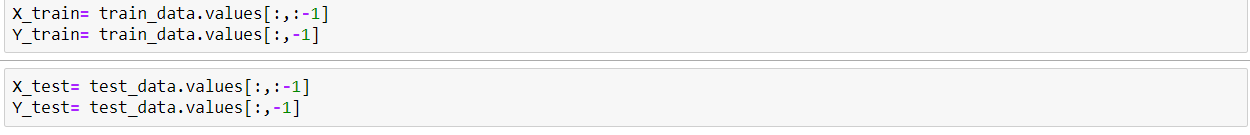 X_train= train_data.values[:,:-1]
Y_train= train_data.values[:,-1]
X_test= test_data.values[:,:-1]
Y_test= test_data.values[:,-1]